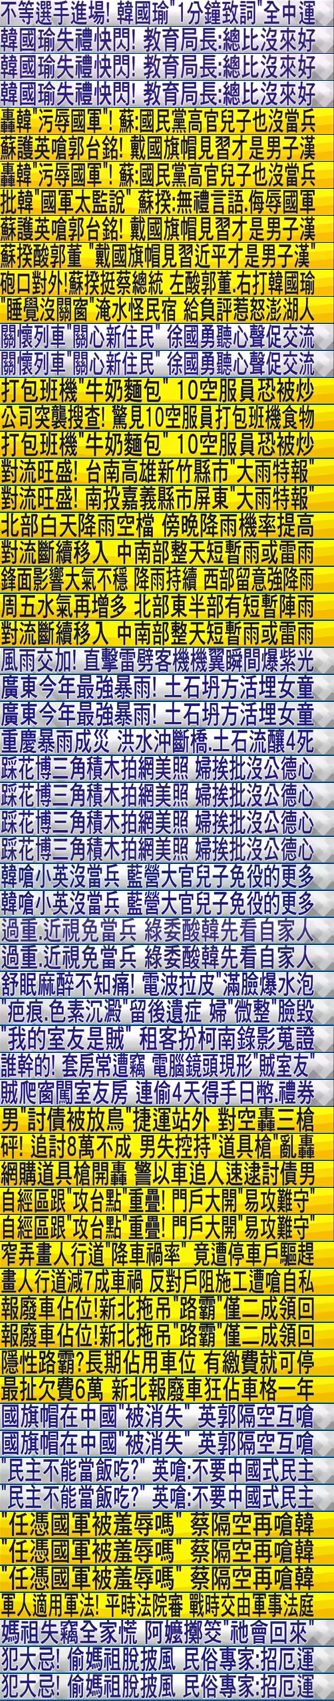 不等選手進場! 韓國瑜"1分鐘致詞"全中運
韓國瑜失禮快閃! 教育局長:總比沒來好
韓國瑜失禮快閃! 教育局長:總比沒來好
韓國瑜失禮快閃! 教育局長:總比沒來好
轟韓"污辱國軍"! 蘇:國民黨高官兒子也沒當兵
蘇護英嗆郭台銘! 戴國旗帽見習才是男子漢
轟韓"污辱國軍"! 蘇:國民黨高官兒子也沒當兵
批韓"國軍太監說" 蘇揆:無禮言語.侮辱國軍
蘇護英嗆郭台銘! 戴國旗帽見習才是男子漢
蘇揆酸郭董 "戴國旗帽見習近平才是男子漢"
砲口對外!蘇揆挺蔡總統 左酸郭董.右打韓國瑜
"睡覺沒關窗"淹水怪民宿 給負評惹怒澎湖人
關懷列車"關心新住民" 徐國勇聽心聲促交流
關懷列車"關心新住民" 徐國勇聽心聲促交流
打包班機"牛奶麵包" 10空服員恐被炒
公司突襲搜查! 驚見10空服員打包班機食物
打包班機"牛奶麵包" 10空服員恐被炒
對流旺盛! 台南高雄新竹縣市"大雨特報"
對流旺盛! 南投嘉義縣市屏東"大雨特報"
北部白天降雨空檔 傍晚降雨機率提高
對流斷續移入 中南部整天短暫雨或雷雨
鋒面影響大氣不穩 降雨持續 西部留意強降雨
周五水氣再增多 北部東半部有短暫陣雨
對流斷續移入 中南部整天短暫雨或雷雨
風雨交加! 直擊雷劈客機機翼瞬間爆紫光
廣東今年最強暴雨! 土石坍方活埋女童
廣東今年最強暴雨! 土石坍方活埋女童
重慶暴雨成災 洪水沖斷橋.土石流釀4死
踩花博三角積木拍網美照 婦挨批沒公德心
踩花博三角積木拍網美照 婦挨批沒公德心
踩花博三角積木拍網美照 婦挨批沒公德心
踩花博三角積木拍網美照 婦挨批沒公德心
韓嗆小英沒當兵 藍營大官兒子免役的更多
韓嗆小英沒當兵 藍營大官兒子免役的更多
過重.近視免當兵 綠委酸韓先看自家人
過重.近視免當兵 綠委酸韓先看自家人
舒眠麻醉不知痛! 電波拉皮"滿臉爆水泡
"疤痕.色素沉澱"留後遺症 婦"微整"臉毀
"我的室友是賊" 租客扮柯南錄影蒐證
誰幹的! 套房常遭竊 電腦鏡頭現形"賊室友"
賊爬窗闖室友房 連偷4天得手日幣.禮券
男"討債被放鳥"捷運站外 對空轟三槍
砰! 追討8萬不成 男失控持"道具槍"亂轟
網購道具槍開轟 警以車追人速逮討債男
自經區跟"攻台點"重疊! 門戶大開"易攻難守"
自經區跟"攻台點"重疊! 門戶大開"易攻難守"
窄弄畫人行道"降車禍率" 竟遭停車戶驅趕
畫人行道減7成車禍 反對戶阻施工遭嗆自私
報廢車佔位!新北拖吊"路霸"僅二成領回
報廢車佔位!新北拖吊"路霸"僅二成領回
隱性路霸?長期佔用車位 有繳費就可停
最扯欠費6萬 新北報廢車狂佔車格一年
國旗帽在中國"被消失" 英郭隔空互嗆
國旗帽在中國"被消失" 英郭隔空互嗆
"民主不能當飯吃?" 英嗆:不要中國式民主
"民主不能當飯吃?" 英嗆:不要中國式民主
"任憑國軍被羞辱嗎" 蔡隔空再嗆韓
"任憑國軍被羞辱嗎" 蔡隔空再嗆韓
"任憑國軍被羞辱嗎" 蔡隔空再嗆韓
軍人適用軍法! 平時法院審 戰時交由軍事法庭
媽祖失竊全家慌 阿嬤擲筊"祂會回來"
犯大忌! 偷媽祖脫披風 民俗專家:招厄運
犯大忌! 偷媽祖脫披風 民俗專家:招厄運